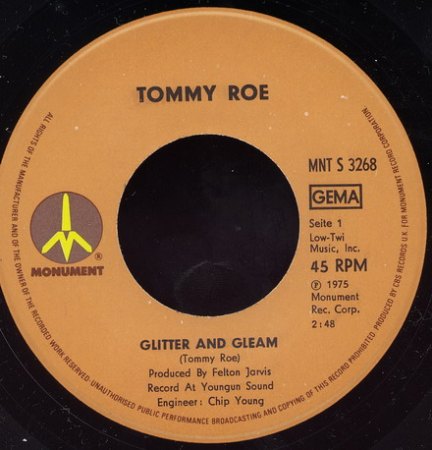 TOMMY ROE
MNT S 3268
GEMA
Seite 1
Low-Twi
Music, Inc.
45 RPM
℗ 1975
Monument
Rec. Corp.
2:48
®
MONUMENT
GLITTER AND GLEAM
(Tommy Roe)
Produced By Felton Jarvis
Record At Youngun Sound
Engineer: Chip Young
ALL RIGHTS OF THE MANUFACTURER AND OF THE OWNER OF THE RECORDED WORK RESERVED. UNAUTHORISED PUBLIC PERFORMANCE BROADCASTING AND COPYING OF THIS RECORD PROHIBITED. PRODUCED BY CBS RECORDS U.K. FOR MONUMENT RECORD CORPORATION.